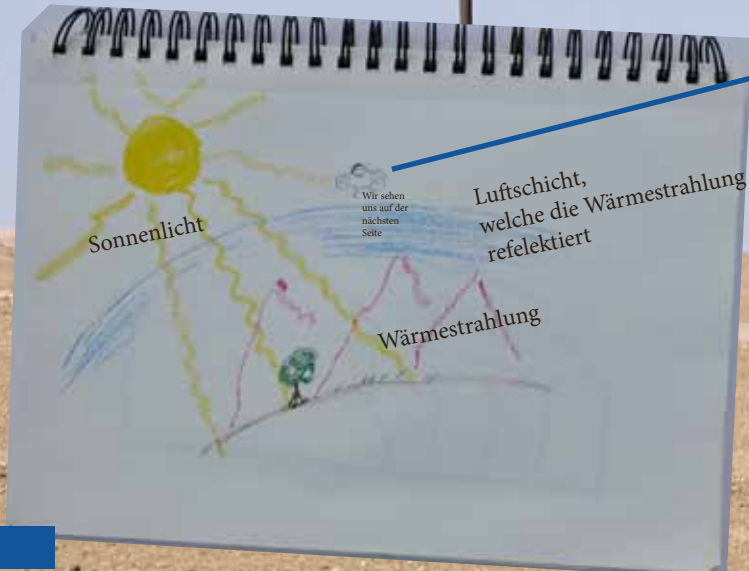 Sonnenlicht
Wir sehen
uns auf der
nächsten
Seite
Luftschicht,
welche die Wärmestrahlung
refelektiert
Wärmestrahlung